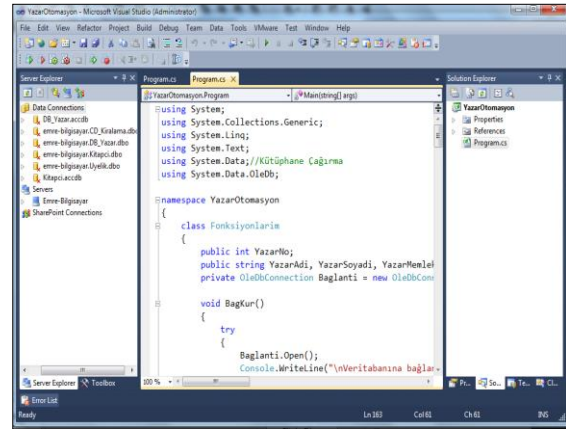 YazarOtomasyon - Microsoft Visual Studio (Administrator)
File Edit View Refactor Project Build Debug Team Data Tools VMware Test Window Help
Server Explorer
Data Connections
DB_Yazar.accdb
emre-bilgisayar.CD_Kiralama.dbo
emre-bilgisayar.DB_Yazar.dbo
emre-bilgisayar.Kitapci.dbo
emre-bilgisayar.Uyelik.dbo
Kitapci.accdb
Servers
Emre-Bilgisayar
SharePoint Connections
Server Explorer Toolbox
Program.cs Program.cs
YazarOtomasyon.Program Main(string[] args)
using System;
using System.Collections.Generic;
using System.Linq;
using System.Text;
using System.Data;//Kütüphane Çağırma
using System.Data.OleDb;
namespace YazarOtomasyon
{
class Fonksiyonlarim
{
public int YazarNo;
public string YazarAdi, YazarSoyadi, YazarMemlek
private OleDbConnection Baglanti = new OleDbConn
void BagKur()
{
try
{
Baglanti.Open();
Console.WriteLine("\nVeritabanına bağlan
100 %
Solution Explorer
YazarOtomasyon
Properties
References
Program.cs
Pr... So... Te... Cl...
Error List
Ready Ln 163 Col 61 Ch 61 INS